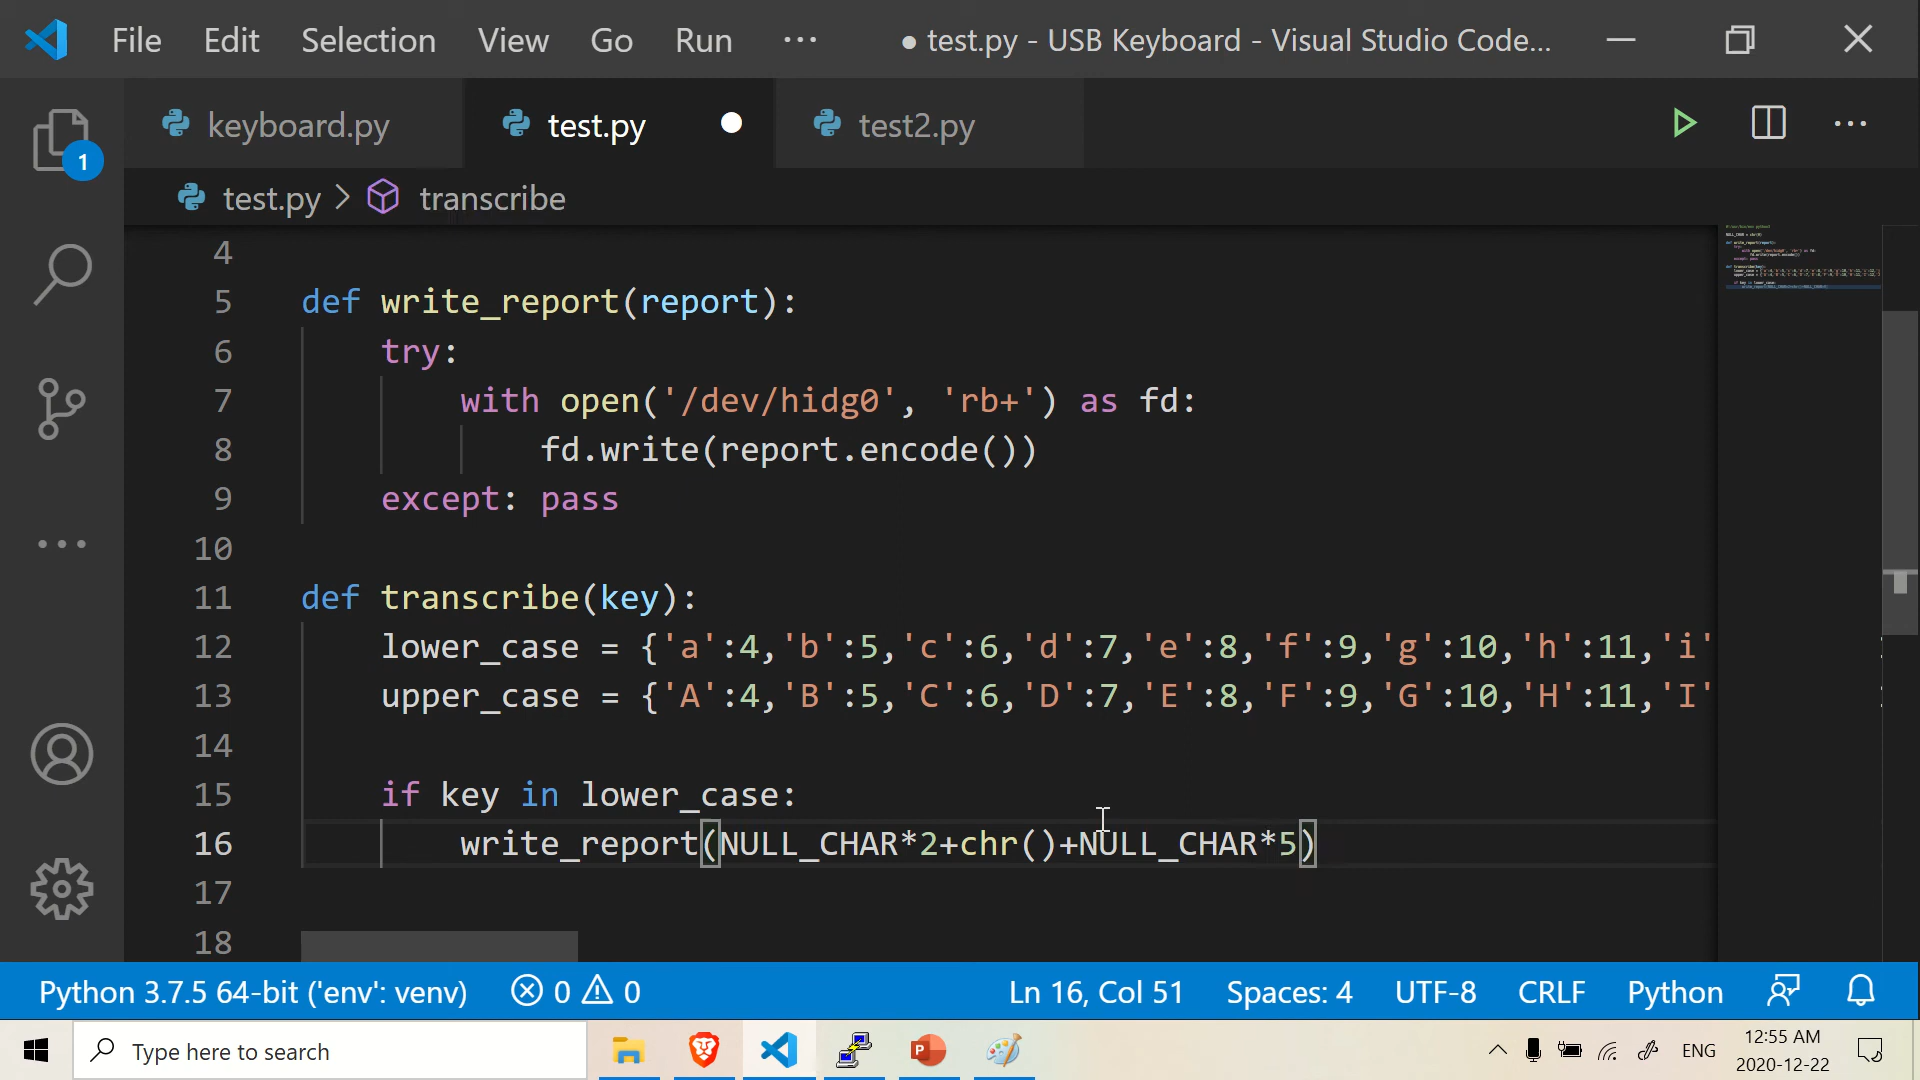 File Edit Selection View Go Run ··· ● test.py - USB Keyboard - Visual Studio Code...
keyboard.py test.py ● test2.py
test.py > transcribe
4
5 def write_report(report):
6 try:
7 with open('/dev/hidg0', 'rb+') as fd:
8 fd.write(report.encode())
9 except: pass
10
11 def transcribe(key):
12 lower_case = {'a':4,'b':5,'c':6,'d':7,'e':8,'f':9,'g':10,'h':11,'i'
13 upper_case = {'A':4,'B':5,'C':6,'D':7,'E':8,'F':9,'G':10,'H':11,'I'
14
15 if key in lower_case:
16 write_report(NULL_CHAR*2+chr()+NULL_CHAR*5)
17
18
1
Python 3.7.5 64-bit ('env': venv) 0 0 Ln 16, Col 51 Spaces: 4 UTF-8 CRLF Python
Type here to search ENG 12:55 AM
2020-12-22